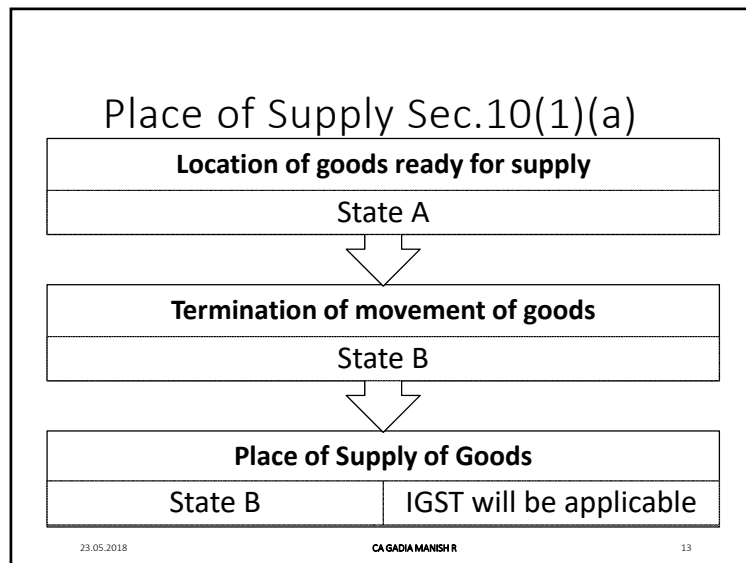 Place of Supply Sec.10(1)(a)
Location of goods ready for supply
State A
Termination of movement of goods
State B
Place of Supply of Goods
State B IGST will be applicable
23.05.2018 CA GADIA MANISH R 13